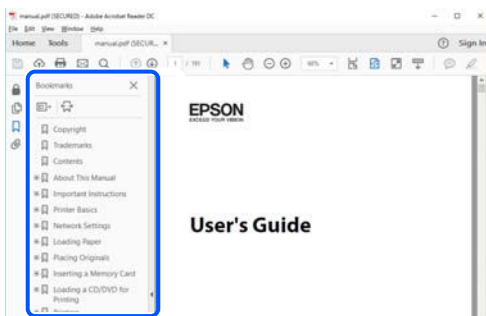 manual.pdf (SECURED) - Adobe Acrobat Reader DC
File Edit View Window Help
Home Tools manual.pdf (SECUR... ×
Sign In
1 / 191
Bookmarks
Copyright
Trademarks
Contents
About This Manual
Important Instructions
Printer Basics
Network Settings
Loading Paper
Placing Originals
Inserting a Memory Card
Loading a CD/DVD for
Printing
EPSON
EXCEED YOUR VISION
User's Guide